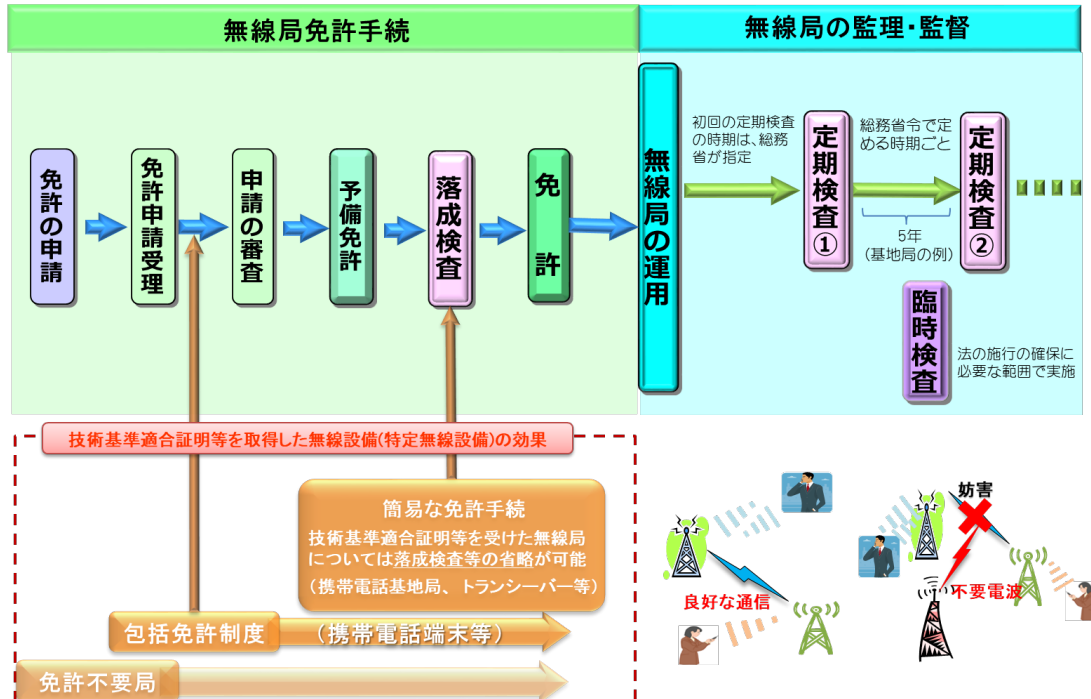 無線局免許手続
無線局の監理・監督
免許の申請
免許申請受理
申請の審査
予備免許
落成検査
免許
無線局の運用
初回の定期検査
の時期は、総務
省が指定
定期検査①
総務省令で定
める時期ごと
5年
(基地局の例)
定期検査②
臨時検査
法の施行の確保に
必要な範囲で実施
技術基準適合証明等を取得した無線設備(特定無線設備)の効果
簡易な免許手続
技術基準適合証明等を受けた無線局
については落成検査等の省略が可能
(携帯電話基地局、トランシーバー等)
包括免許制度
(携帯電話端末等)
免許不要局
良好な通信
妨害
不要電波